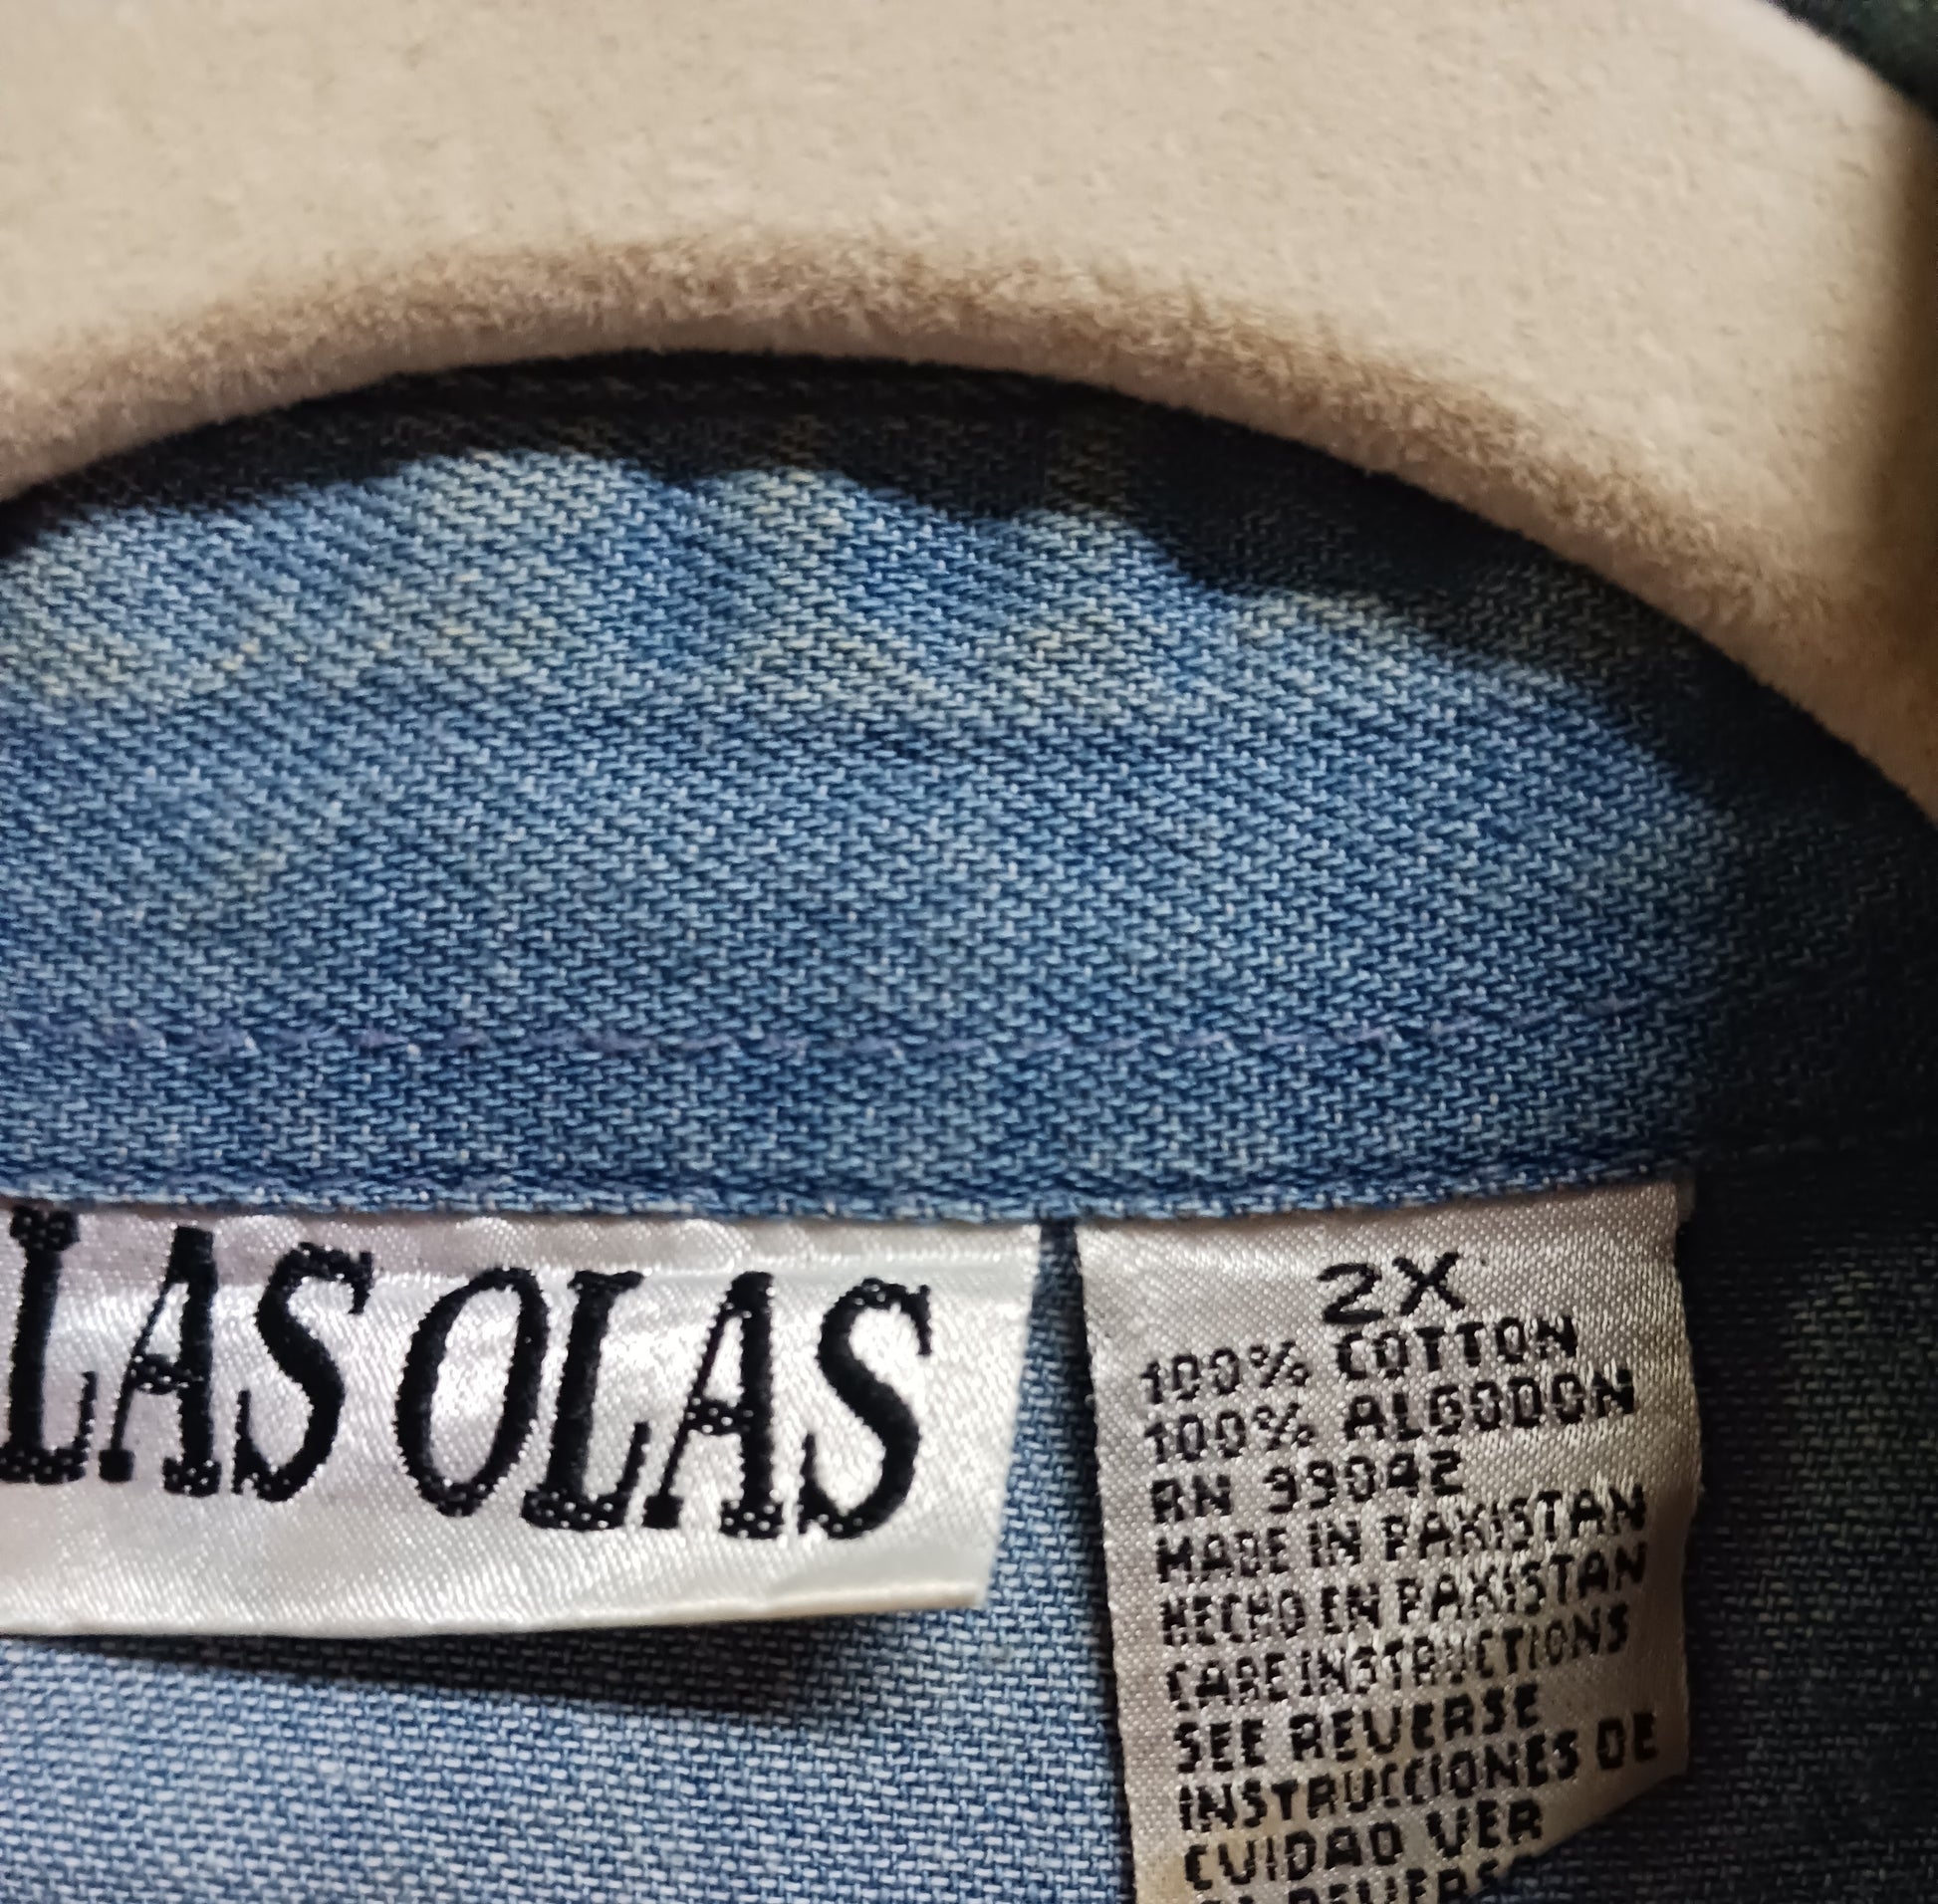 LAS OLAS
2X
100% COTTON
100% ALGODON
RN 99042
MADE IN PAKISTAN
HECHO EN PAKISTAN
CARE INSTRUCTIONS
SEE REVERSE
INSTRUCCIONES DE
CUIDAD VER